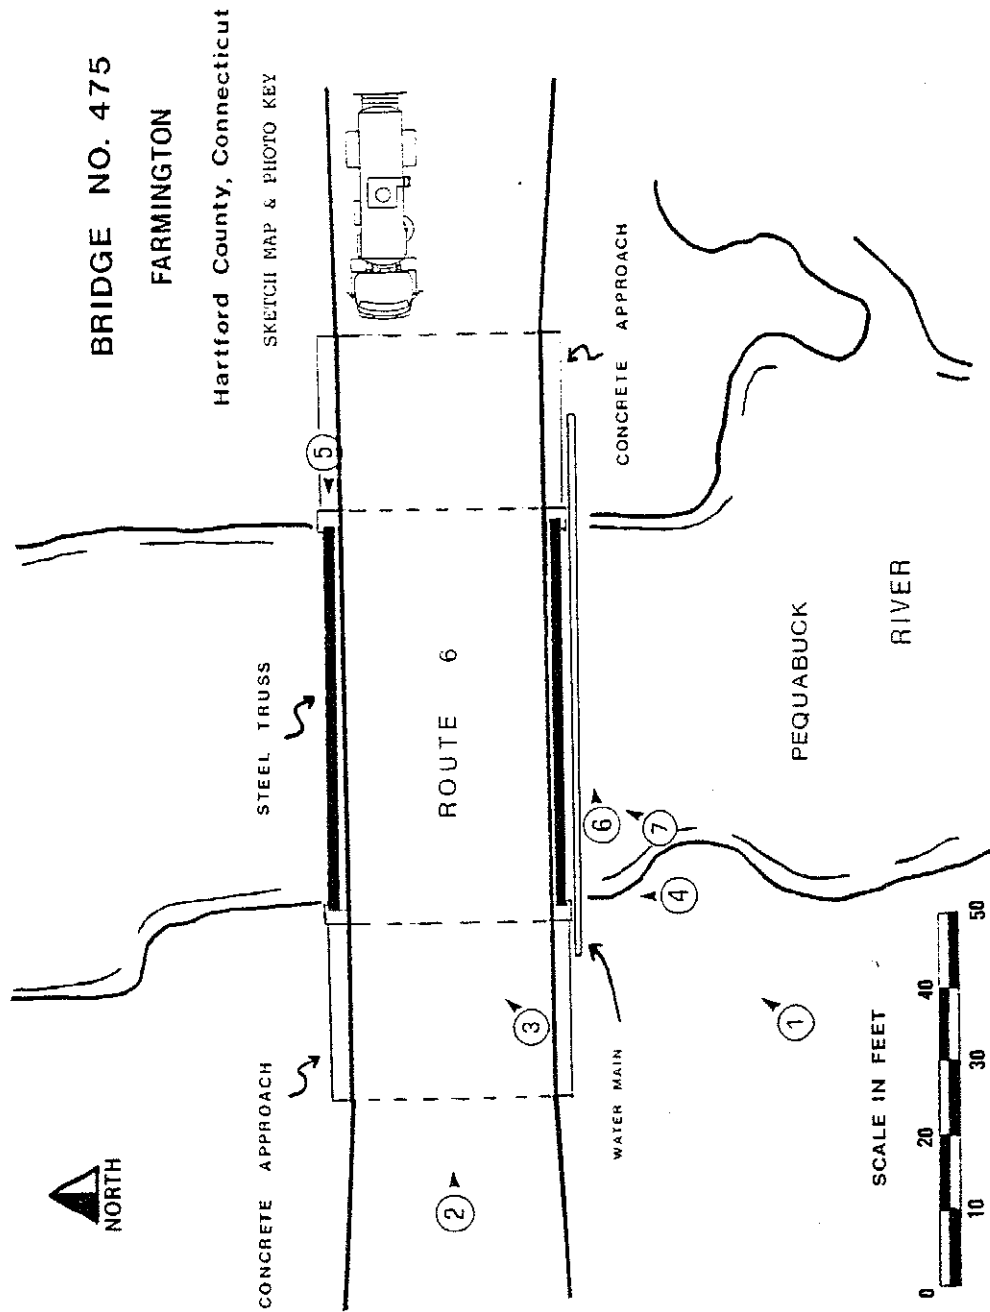 BRIDGE NO. 475
FARMINGTON
Hartford County, Connecticut
SKETCH MAP & PHOTO KEY
NORTH
CONCRETE APPROACH
STEEL TRUSS
5
ROUTE 6
2
3
6
7
4
1
CONCRETE APPROACH
WATER MAIN
PEQUABUCK
RIVER
SCALE IN FEET
0 10 20 30 40 50